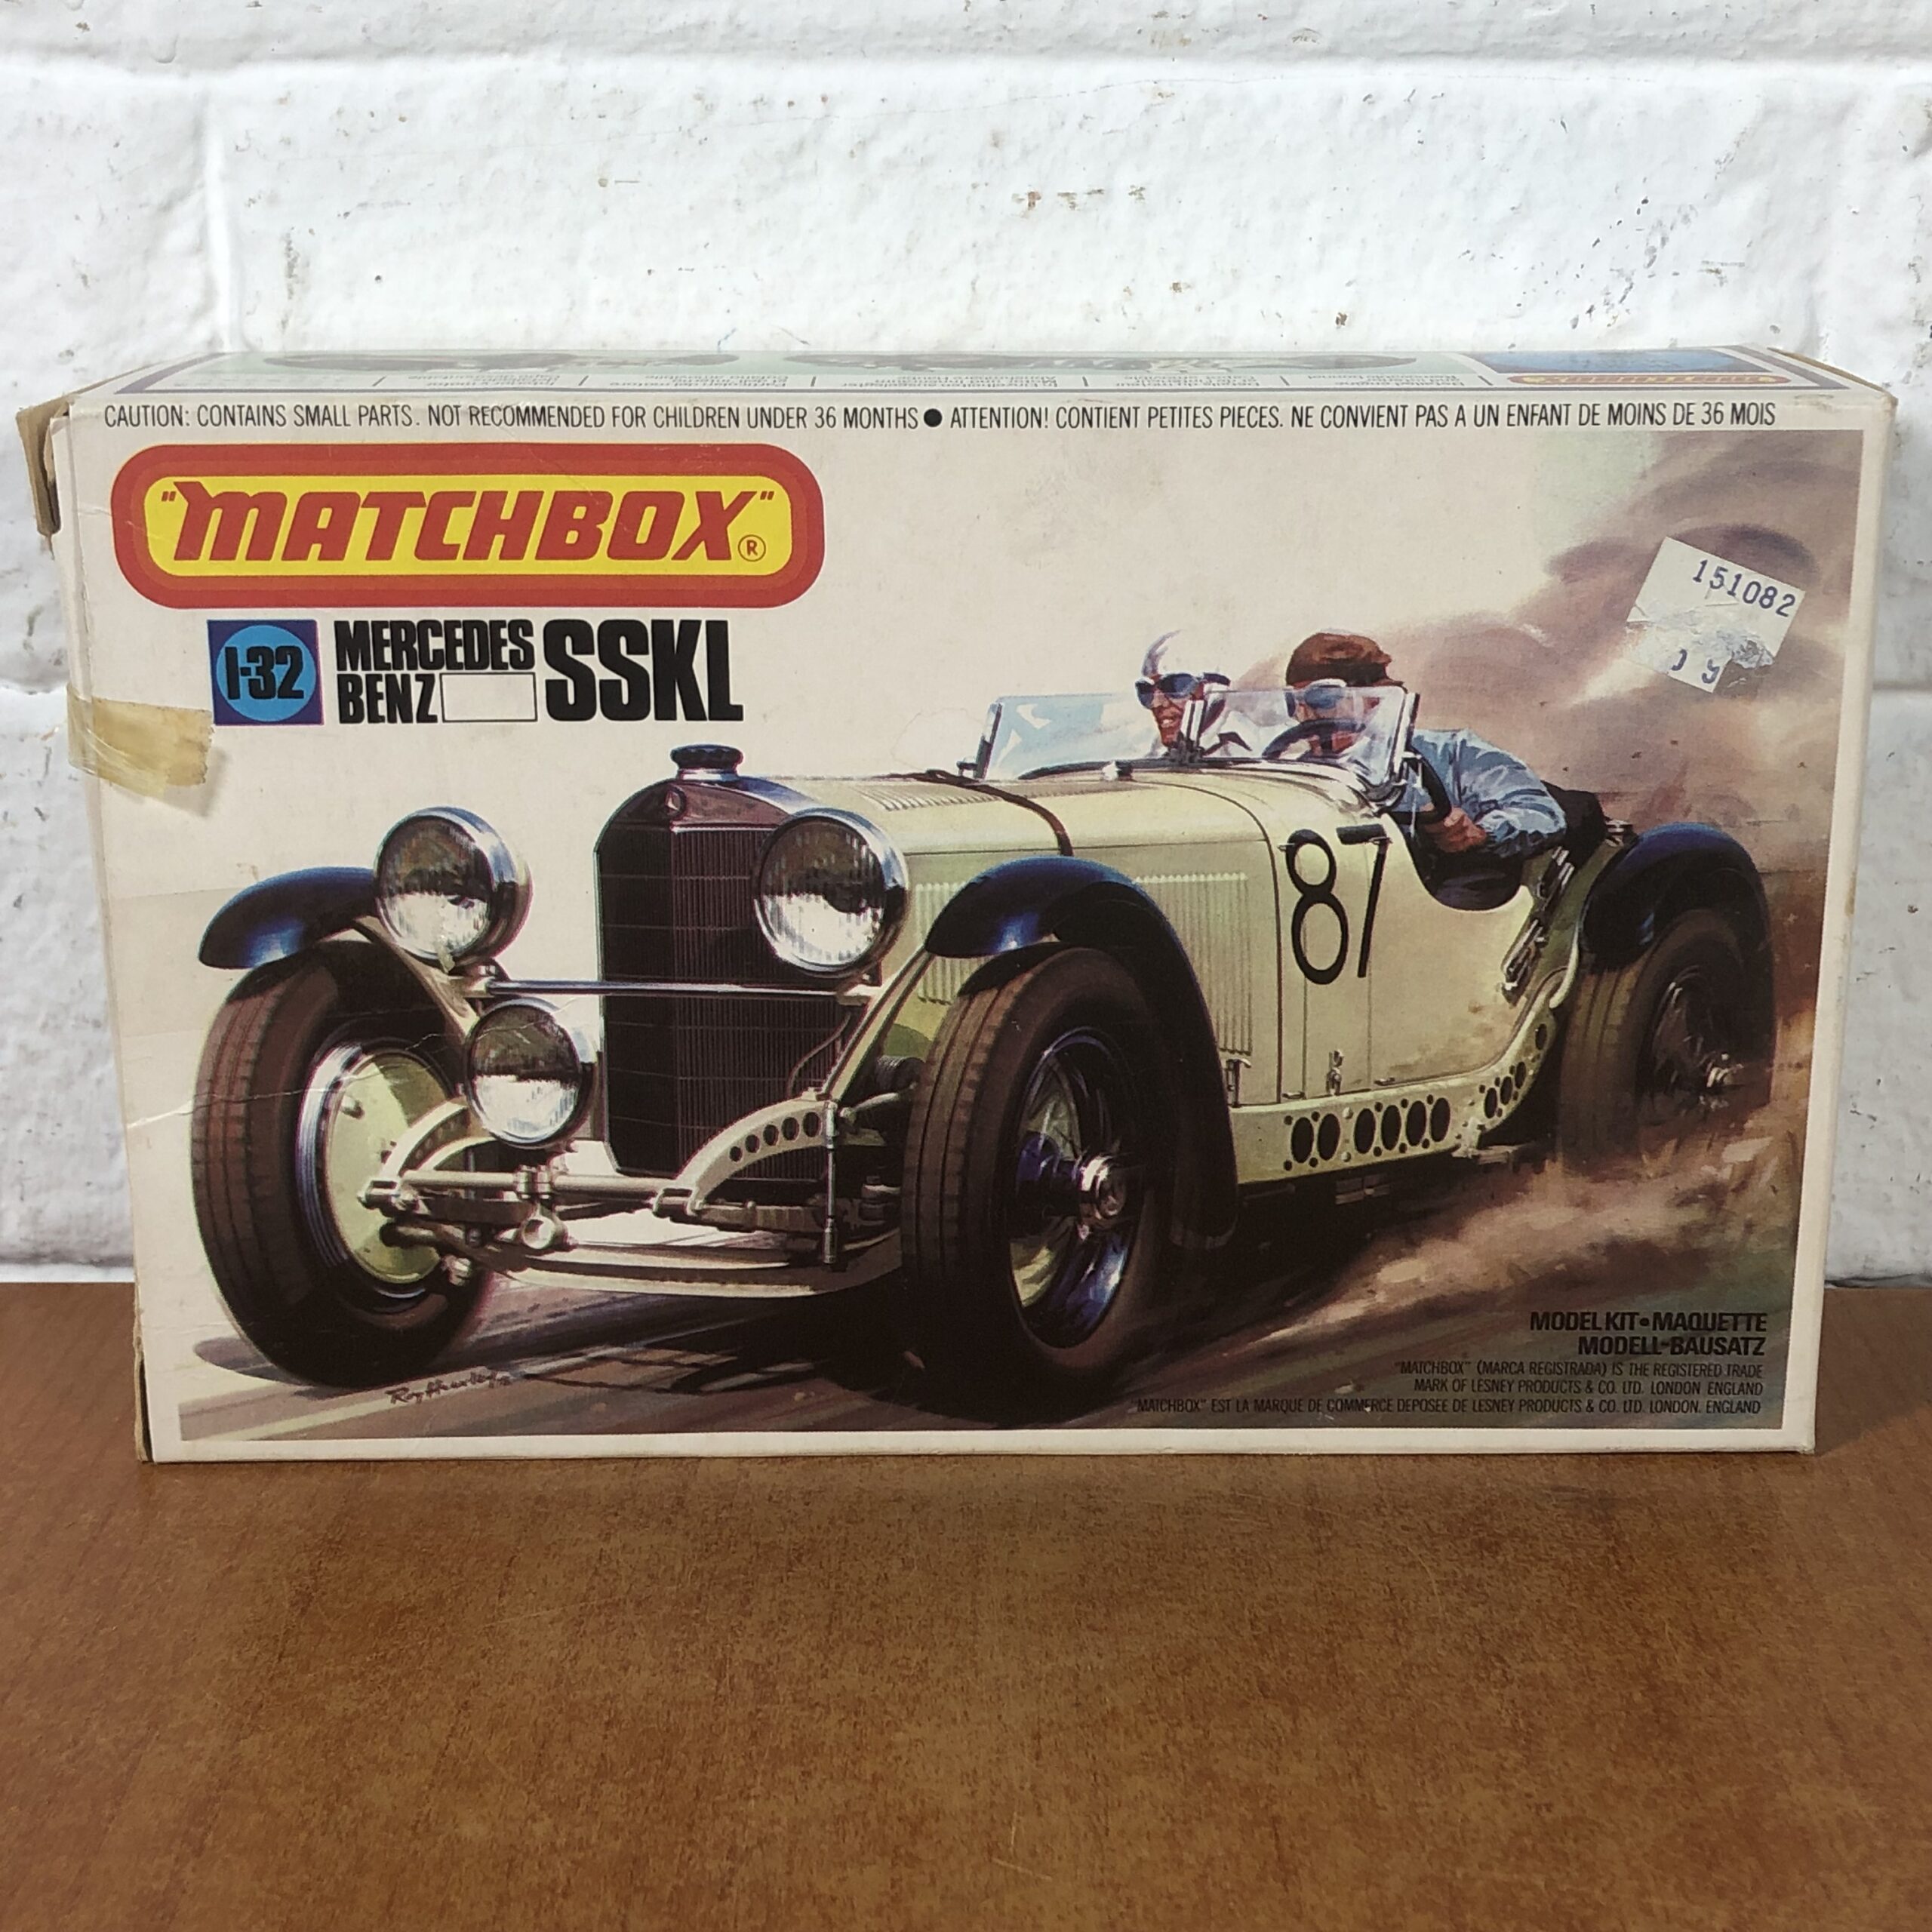 CAUTION: CONTAINS SMALL PARTS. NOT RECOMMENDED FOR CHILDREN UNDER 36 MONTHS ● ATTENTION! CONTIENT PETITES PIECES. NE CONVIENT PAS A UN ENFANT DE MOINS DE 36 MOIS
"MATCHBOX"®
1-32
MERCEDES
BENZ
SSKL
151082
9
87
MODEL KIT • MAQUETTE
MODELL-BAUSATZ
"MATCHBOX" (MARCA REGISTRADA) IS THE REGISTERED TRADE
MARK OF LESNEY PRODUCTS & CO. LTD. LONDON. ENGLAND
"MATCHBOX" EST LA MARQUE DE COMMERCE DEPOSEE DE LESNEY PRODUCTS & CO. LTD. LONDON. ENGLAND